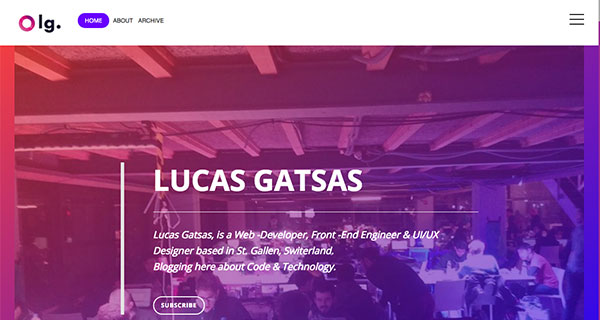 lg.
HOME ABOUT ARCHIVE
LUCAS GATSAS
Lucas Gatsas, is a Web -Developer, Front -End Engineer & UI/UX
Designer based in St. Gallen, Switerland,
Blogging here about Code & Technology.
SUBSCRIBE